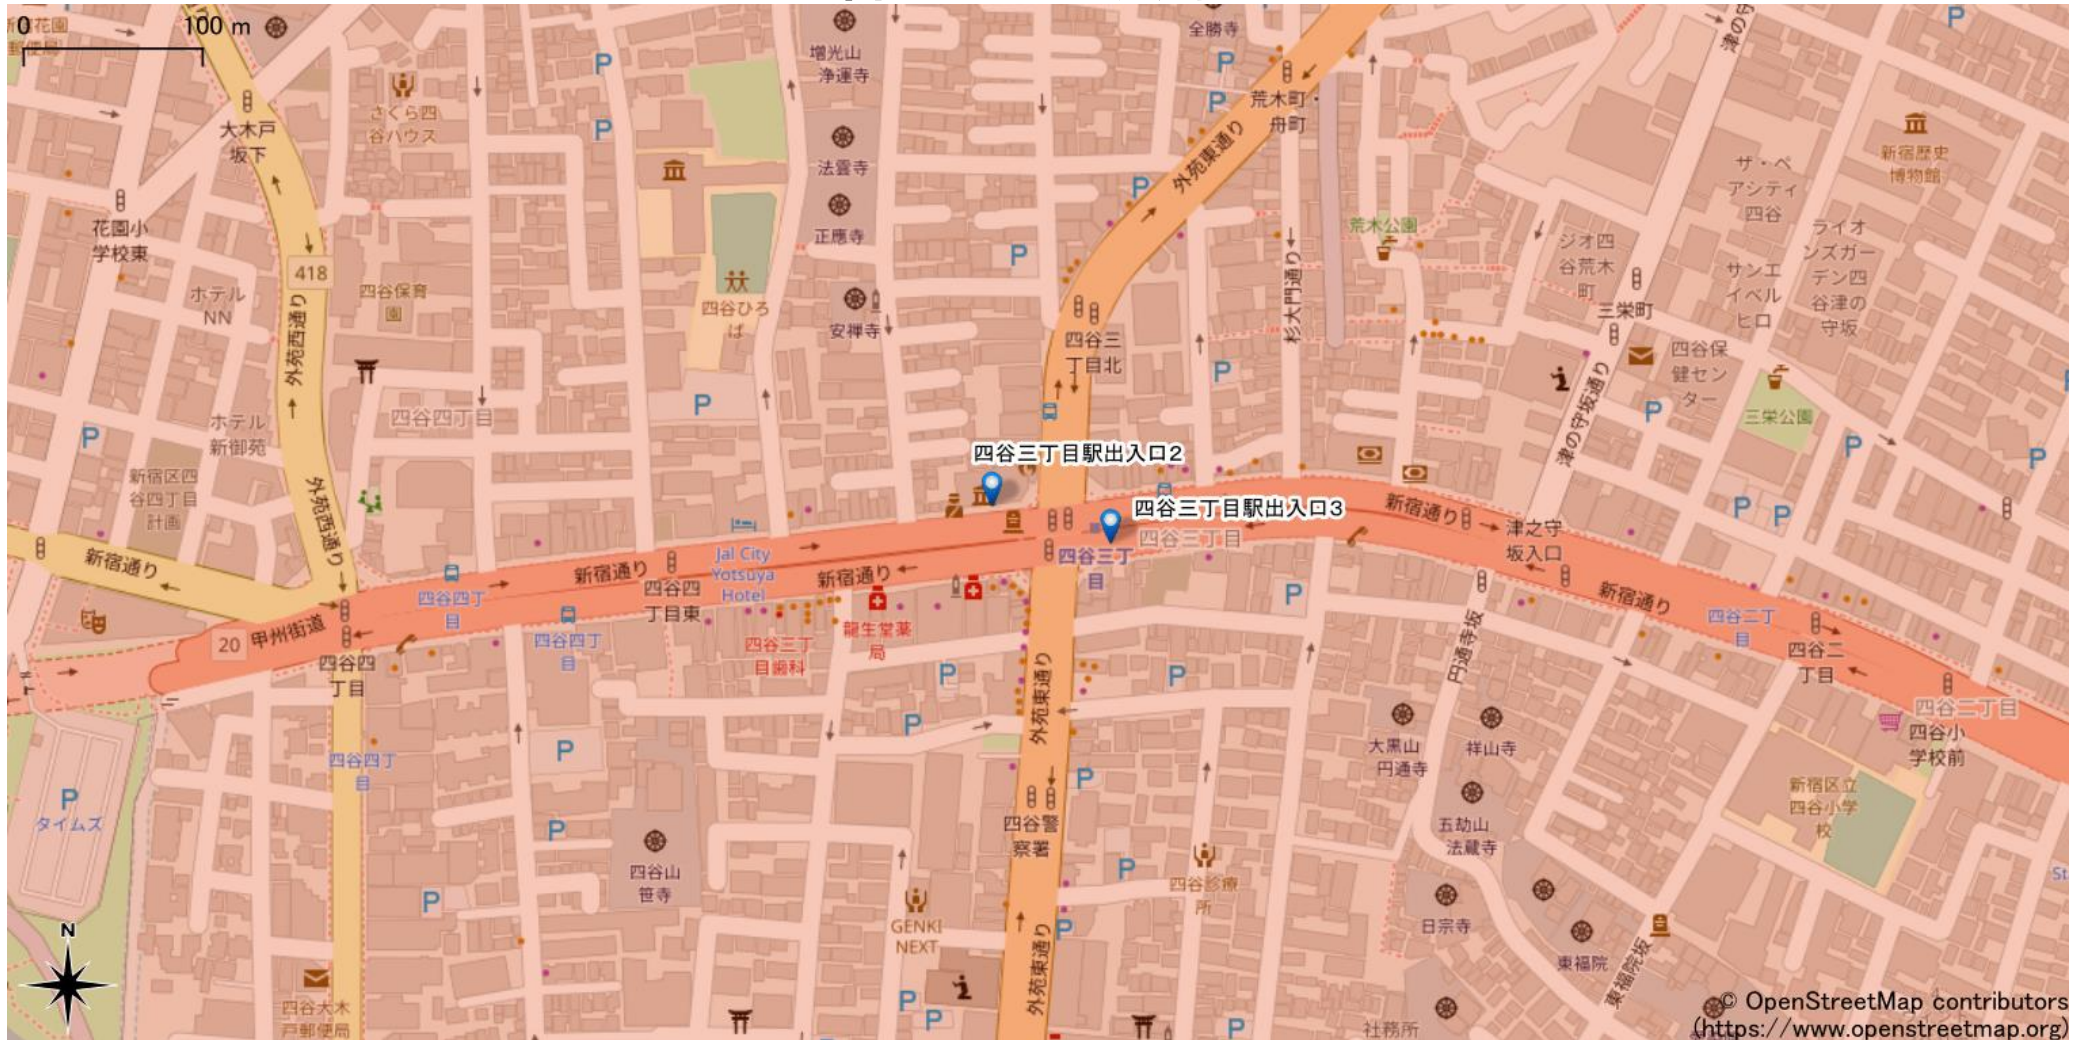 0
100 m
増光山
浄運寺
全勝寺
さくら四
谷ハウス
大木戸
坂下
法雲寺
正應寺
安禅寺
荒木町・
舟町
外苑東通り
津の守
新宿歴史
博物館
ザ・パ
アシティ
四谷
ライオ
ンズガー
デン四
谷津の
守坂
荒木公園
ジオ四
谷荒木
町
サンエ
イベル
ヒロ
三栄町
四谷保
健セン
ター
三栄公園
津の守坂通り
杉大門通り
花園小
学校東
418
ホテル
NN
外苑西通り
四谷保育
園
四谷ひろ
ば
四谷三
丁目北
四谷四丁目
ホテル
新御苑
新宿区四
谷四丁目
計画
外苑西通り
四谷三丁目駅出入口2
四谷三丁目駅出入口3
四谷三丁目
四谷三丁
目
新宿通り
津之守
坂入口
新宿通り
新宿通り
新宿通り
新宿通り
Jal City
Yotsuya
Hotel
四谷四
丁目東
四谷四丁
目
四谷四丁
目
20
甲州街道
四谷四
丁目
四谷三丁
目歯科
龍生堂薬
局
四谷二丁
目
四谷二
丁目
四谷二丁目
四谷小
学校前
円通寺坂
外苑東通り
四谷四丁
目
P
タイムズ
大黒山
円通寺
祥山寺
五劫山
法蔵寺
新宿区立
四谷小学
校
四谷警
察署
四谷山
笹寺
四谷診療
所
GENKI
NEXT
日宗寺
東福院
東福院坂
外苑東通り
N
四谷大木
戸郵便局
社務所
© OpenStreetMap contributors
(https://www.openstreetmap.org)